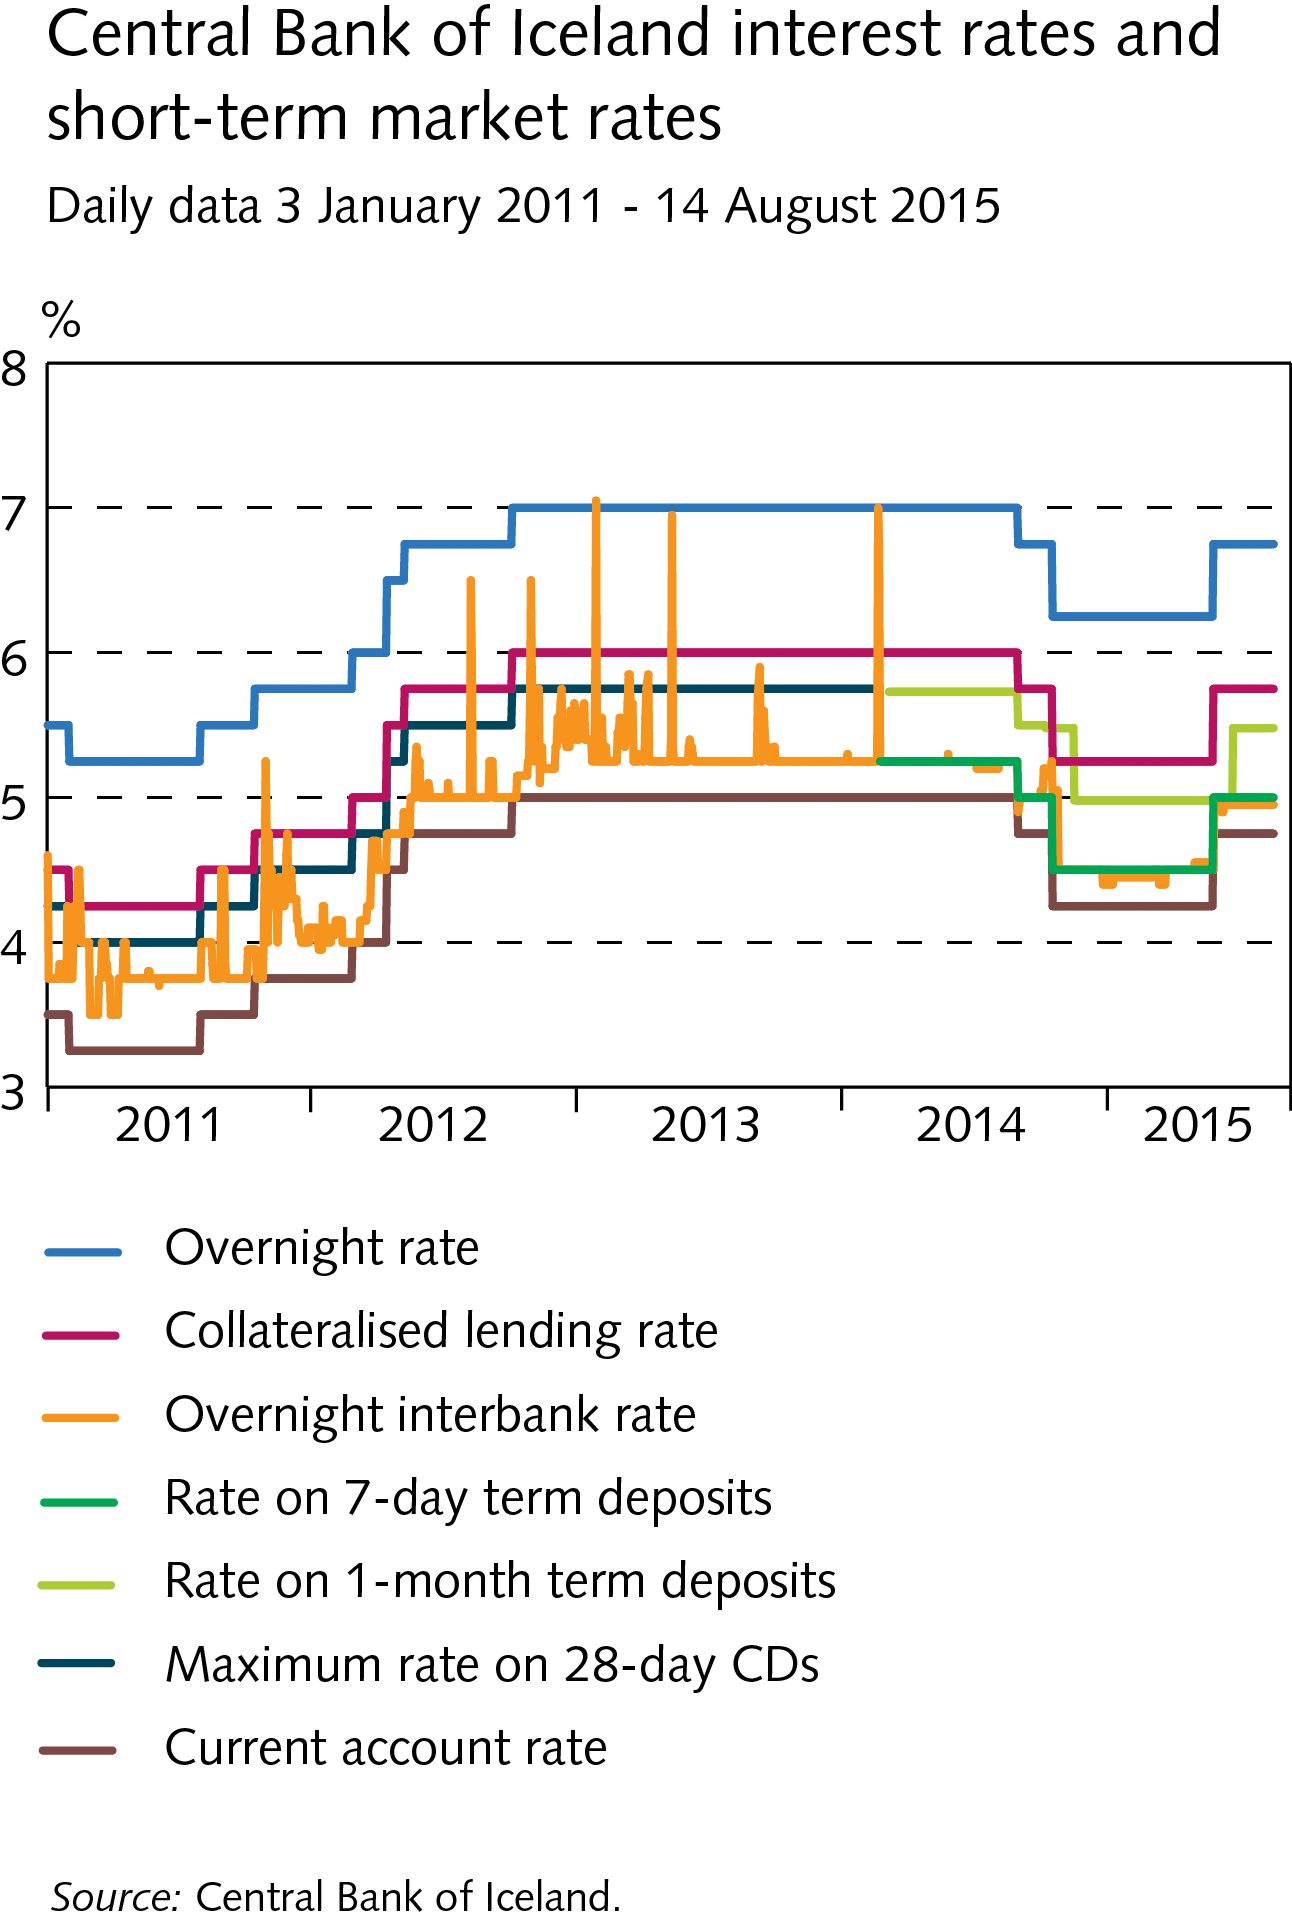 Central Bank of Iceland interest rates and
short-term market rates
Daily data 3 January 2011 - 14 August 2015
%
8
7
6
5
4
3
2011 2012 2013 2014 2015
Overnight rate
Collateralised lending rate
Overnight interbank rate
Rate on 7-day term deposits
Rate on 1-month term deposits
Maximum rate on 28-day CDs
Current account rate
Source: Central Bank of Iceland.